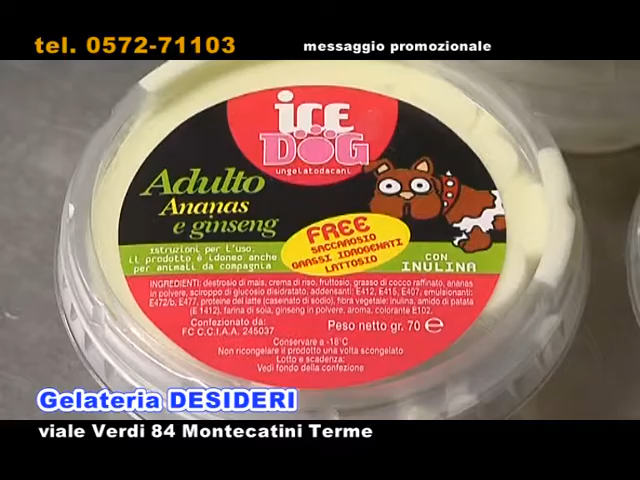 tel. 0572-71103
messaggio promozionale
ice
DOG
ungelatodacani
Adulto
Ananas
e ginseng
FREE
SACCAROSIO
GRASSI IDROGENATI
LATTOSIO
CON
INULINA
istruzioni per l'uso:
il prodotto è idoneo anche
per animali da compagnia
INGREDIENTI: destrosio di mais, crema di riso, fruttosio, grasso di cocco raffinato, ananas
in polvere, sciroppo di glucosio disidratato, addensanti: E412, E415, E407, emulsionanti:
E472/b, E477, proteine del latte (caseinato di sodio), fibra vegetale: inulina, amido di patata
(E 1412), farina di soia, ginseng in polvere, aroma, colorante E102.
Confezionato da:
FC C.C.I.A.A. 245037
Peso netto gr. 70 e
Conservare a -18°C
Non ricongelare il prodotto una volta scongelato
Lotto e scadenza:
Vedi fondo della confezione
Gelateria DESIDERI
viale Verdi 84 Montecatini Terme